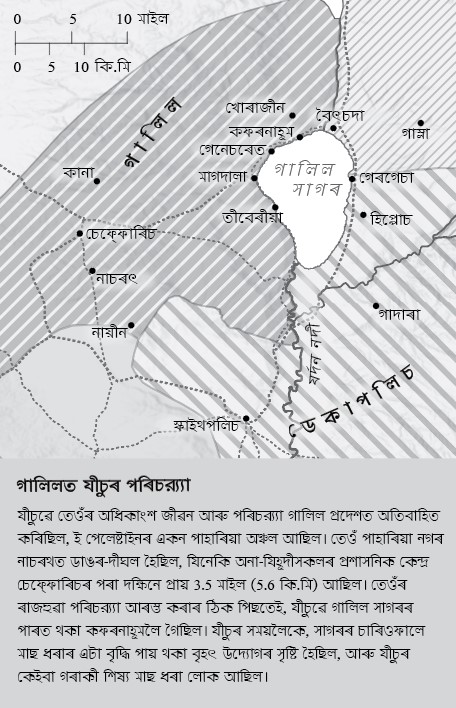 0 5 10 মাইল
0 5 10 কি.মি
গালিল
খোৰাজীন
বৈৎচদা
কফৰনাহূম
গাম্লা
গেনেচৰেত
গালিল
সাগৰ
কানা
মাগদালা
গেৰগেচা
তীবেৰীয়া
হিপ্পোচ
চেফ্ফোৰিচ
নাচৰৎ
গাদাৰা
নায়ীন
যৰ্দন নদী
ডকাপলিচ
স্কাইথপলিচ
গালিলত যীচুৰ পৰিচৰ্য্যা
যীচুৱে তেওঁৰ অধিকাংশ জীৱন আৰু পৰিচৰ্য্যা গালিল প্ৰদেশত অতিবাহিত
কৰিছিল, ই পেলেষ্টাইনৰ একন পাহাৰিয়া অঞ্চল আছিল। তেওঁ পাহাৰিয়া নগৰ
নাচৰতত ডাঙৰ-দীঘল হৈছিল, যিনেকি অনা-যিহূদীসকলৰ প্ৰশাসনিক কেন্দ্ৰ
চেফ্ফোৰিচৰ পৰা দক্ষিনে প্ৰায় 3.5 মাইল (5.6 কি.মি) আছিল। তেওঁৰ
ৰাজহুৱা পৰিচৰ্য্যা আৰম্ভ কৰাৰ ঠিক পিছতেই, যীচুৱে গালিল সাগৰৰ
পাৰত থকা কফৰনাহূমলৈ গৈছিল। যীচুৰ সময়লৈকে, সাগৰৰ চাৰিওফালে
মাছ ধৰাৰ এটা বৃদ্ধি পায় থকা বৃহৎ উদ্যোগৰ সৃষ্টি হৈছিল, আৰু যীচুৰ
কেইবা গৰাকী শিষ্য মাছ ধৰা লোক আছিল।